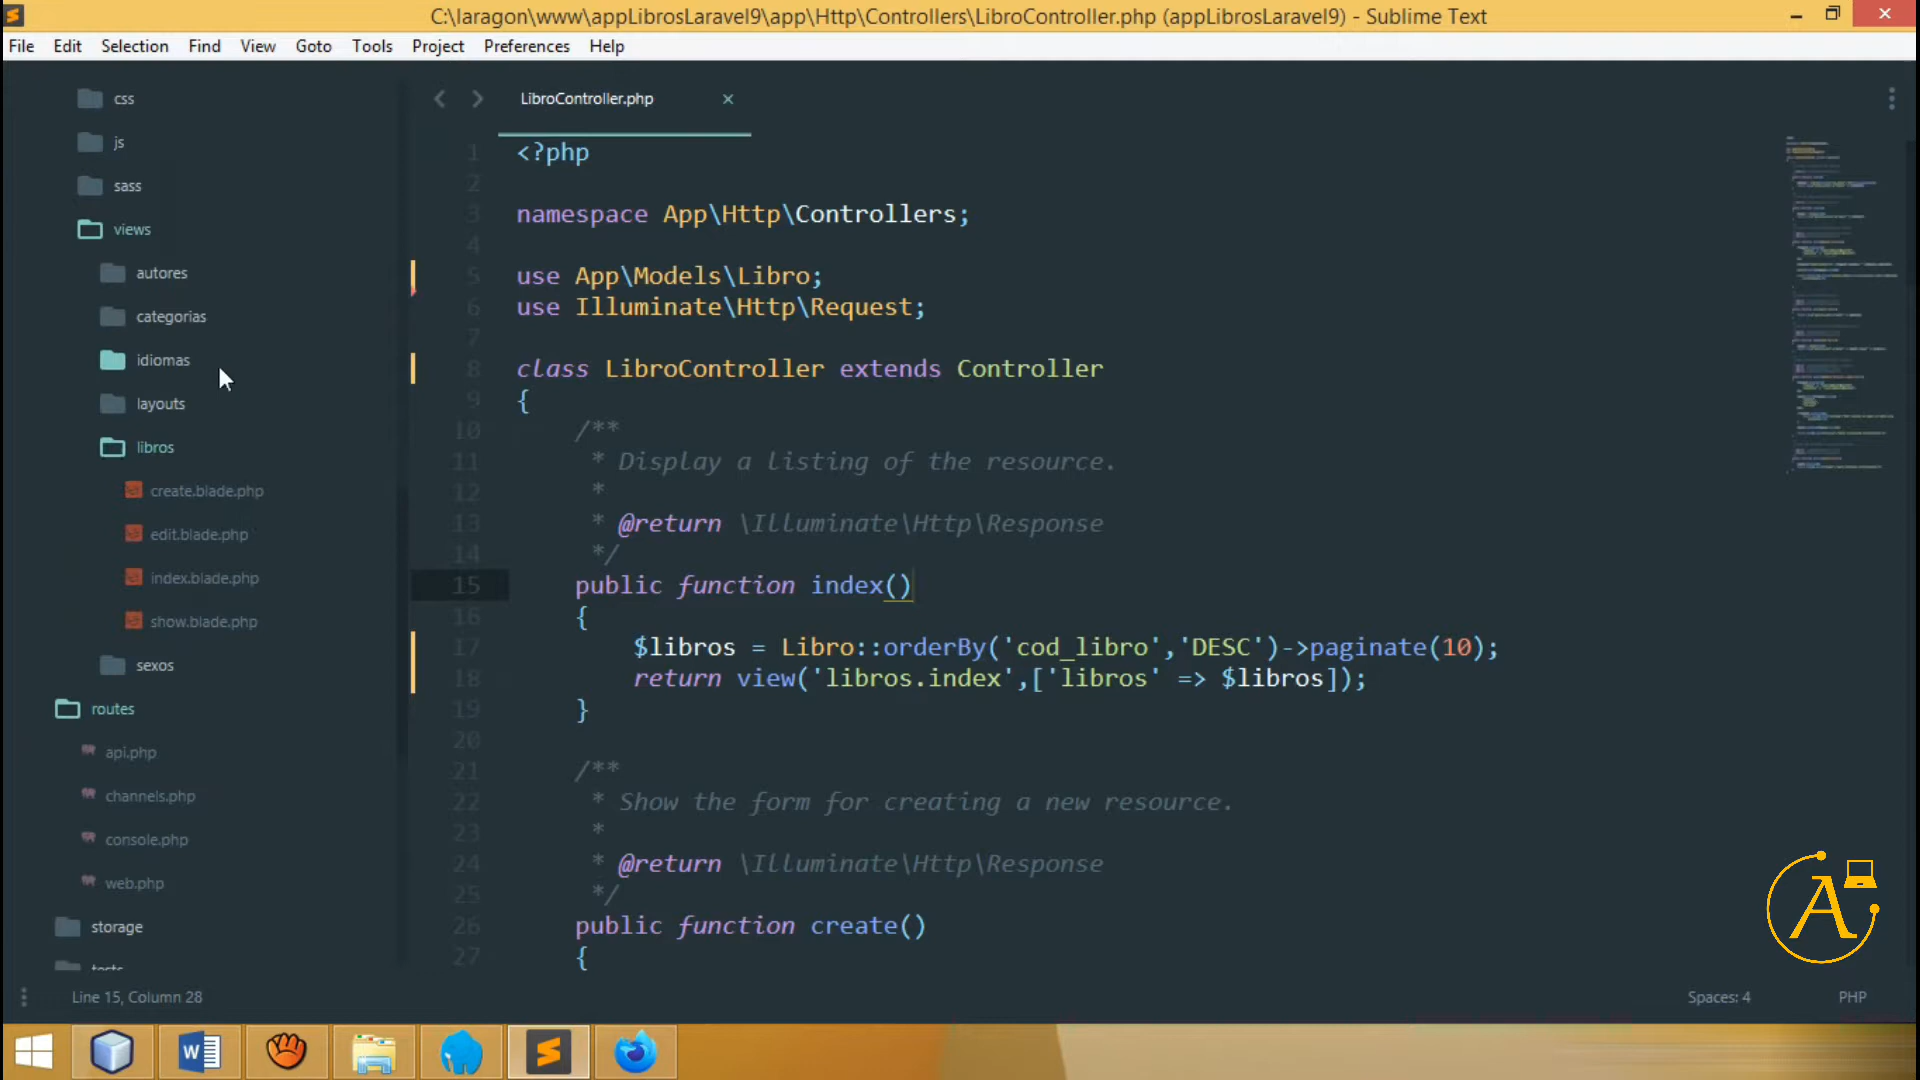 C:\laragon\www\appLibrosLaravel9\app\Http\Controllers\LibroController.php (appLibrosLaravel9) - Sublime Text
File Edit Selection Find View Goto Tools Project Preferences Help
css
js
sass
views
autores
categorias
idiomas
layouts
libros
create.blade.php
edit.blade.php
index.blade.php
show.blade.php
sexos
routes
api.php
channels.php
console.php
web.php
storage
tests
LibroController.php
1 <?php
2
3 namespace App\Http\Controllers;
4
5 use App\Models\Libro;
6 use Illuminate\Http\Request;
7
8 class LibroController extends Controller
9 {
10 /**
11 * Display a listing of the resource.
12 *
13 * @return \Illuminate\Http\Response
14 */
15 public function index()
16 {
17 $libros = Libro::orderBy('cod_libro','DESC')->paginate(10);
18 return view('libros.index',['libros' => $libros]);
19 }
20
21 /**
22 * Show the form for creating a new resource.
23 *
24 * @return \Illuminate\Http\Response
25 */
26 public function create()
27 {
A
Line 15, Column 28
Spaces: 4
PHP